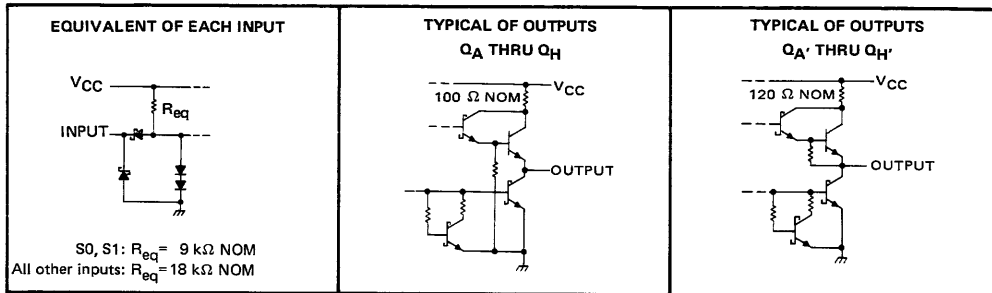 EQUIVALENT OF EACH INPUT
VCC
Req
INPUT
S0, S1: Req= 9 kΩ NOM
All other inputs: Req=18 kΩ NOM
TYPICAL OF OUTPUTS
QA THRU QH
VCC
100 Ω NOM
OUTPUT
TYPICAL OF OUTPUTS
QA' THRU QH'
VCC
120 Ω NOM
OUTPUT